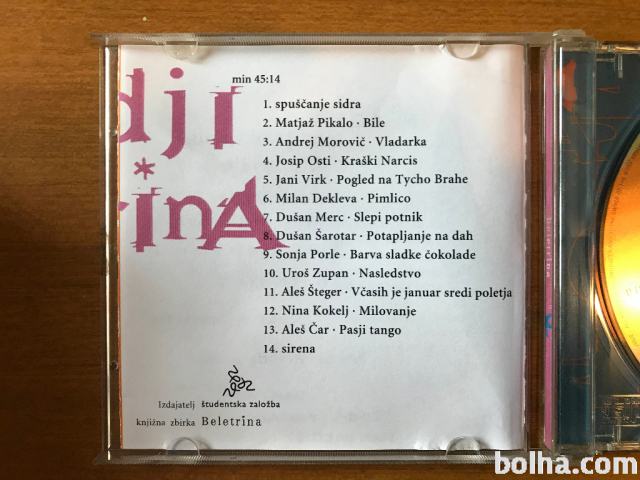 djI
rinA
min 45:14
1. spuščanje sidra
2. Matjaž Pikalo · Bile
3. Andrej Morovič · Vladarka
4. Josip Osti · Kraški Narcis
5. Jani Virk · Pogled na Tycho Brahe
6. Milan Dekleva · Pimlico
7. Dušan Merc · Slepi potnik
8. Dušan Šarotar · Potapljanje na dah
9. Sonja Porle · Barva sladke čokolade
10. Uroš Zupan · Nasledstvo
11. Aleš Šteger · Včasih je januar sredi poletja
12. Nina Kokelj · Milovanje
13. Aleš Čar · Pasji tango
14. sirena
Izdajatelj študentska založba
knjižna zbirka Beletrina
beletrina
bolha.com